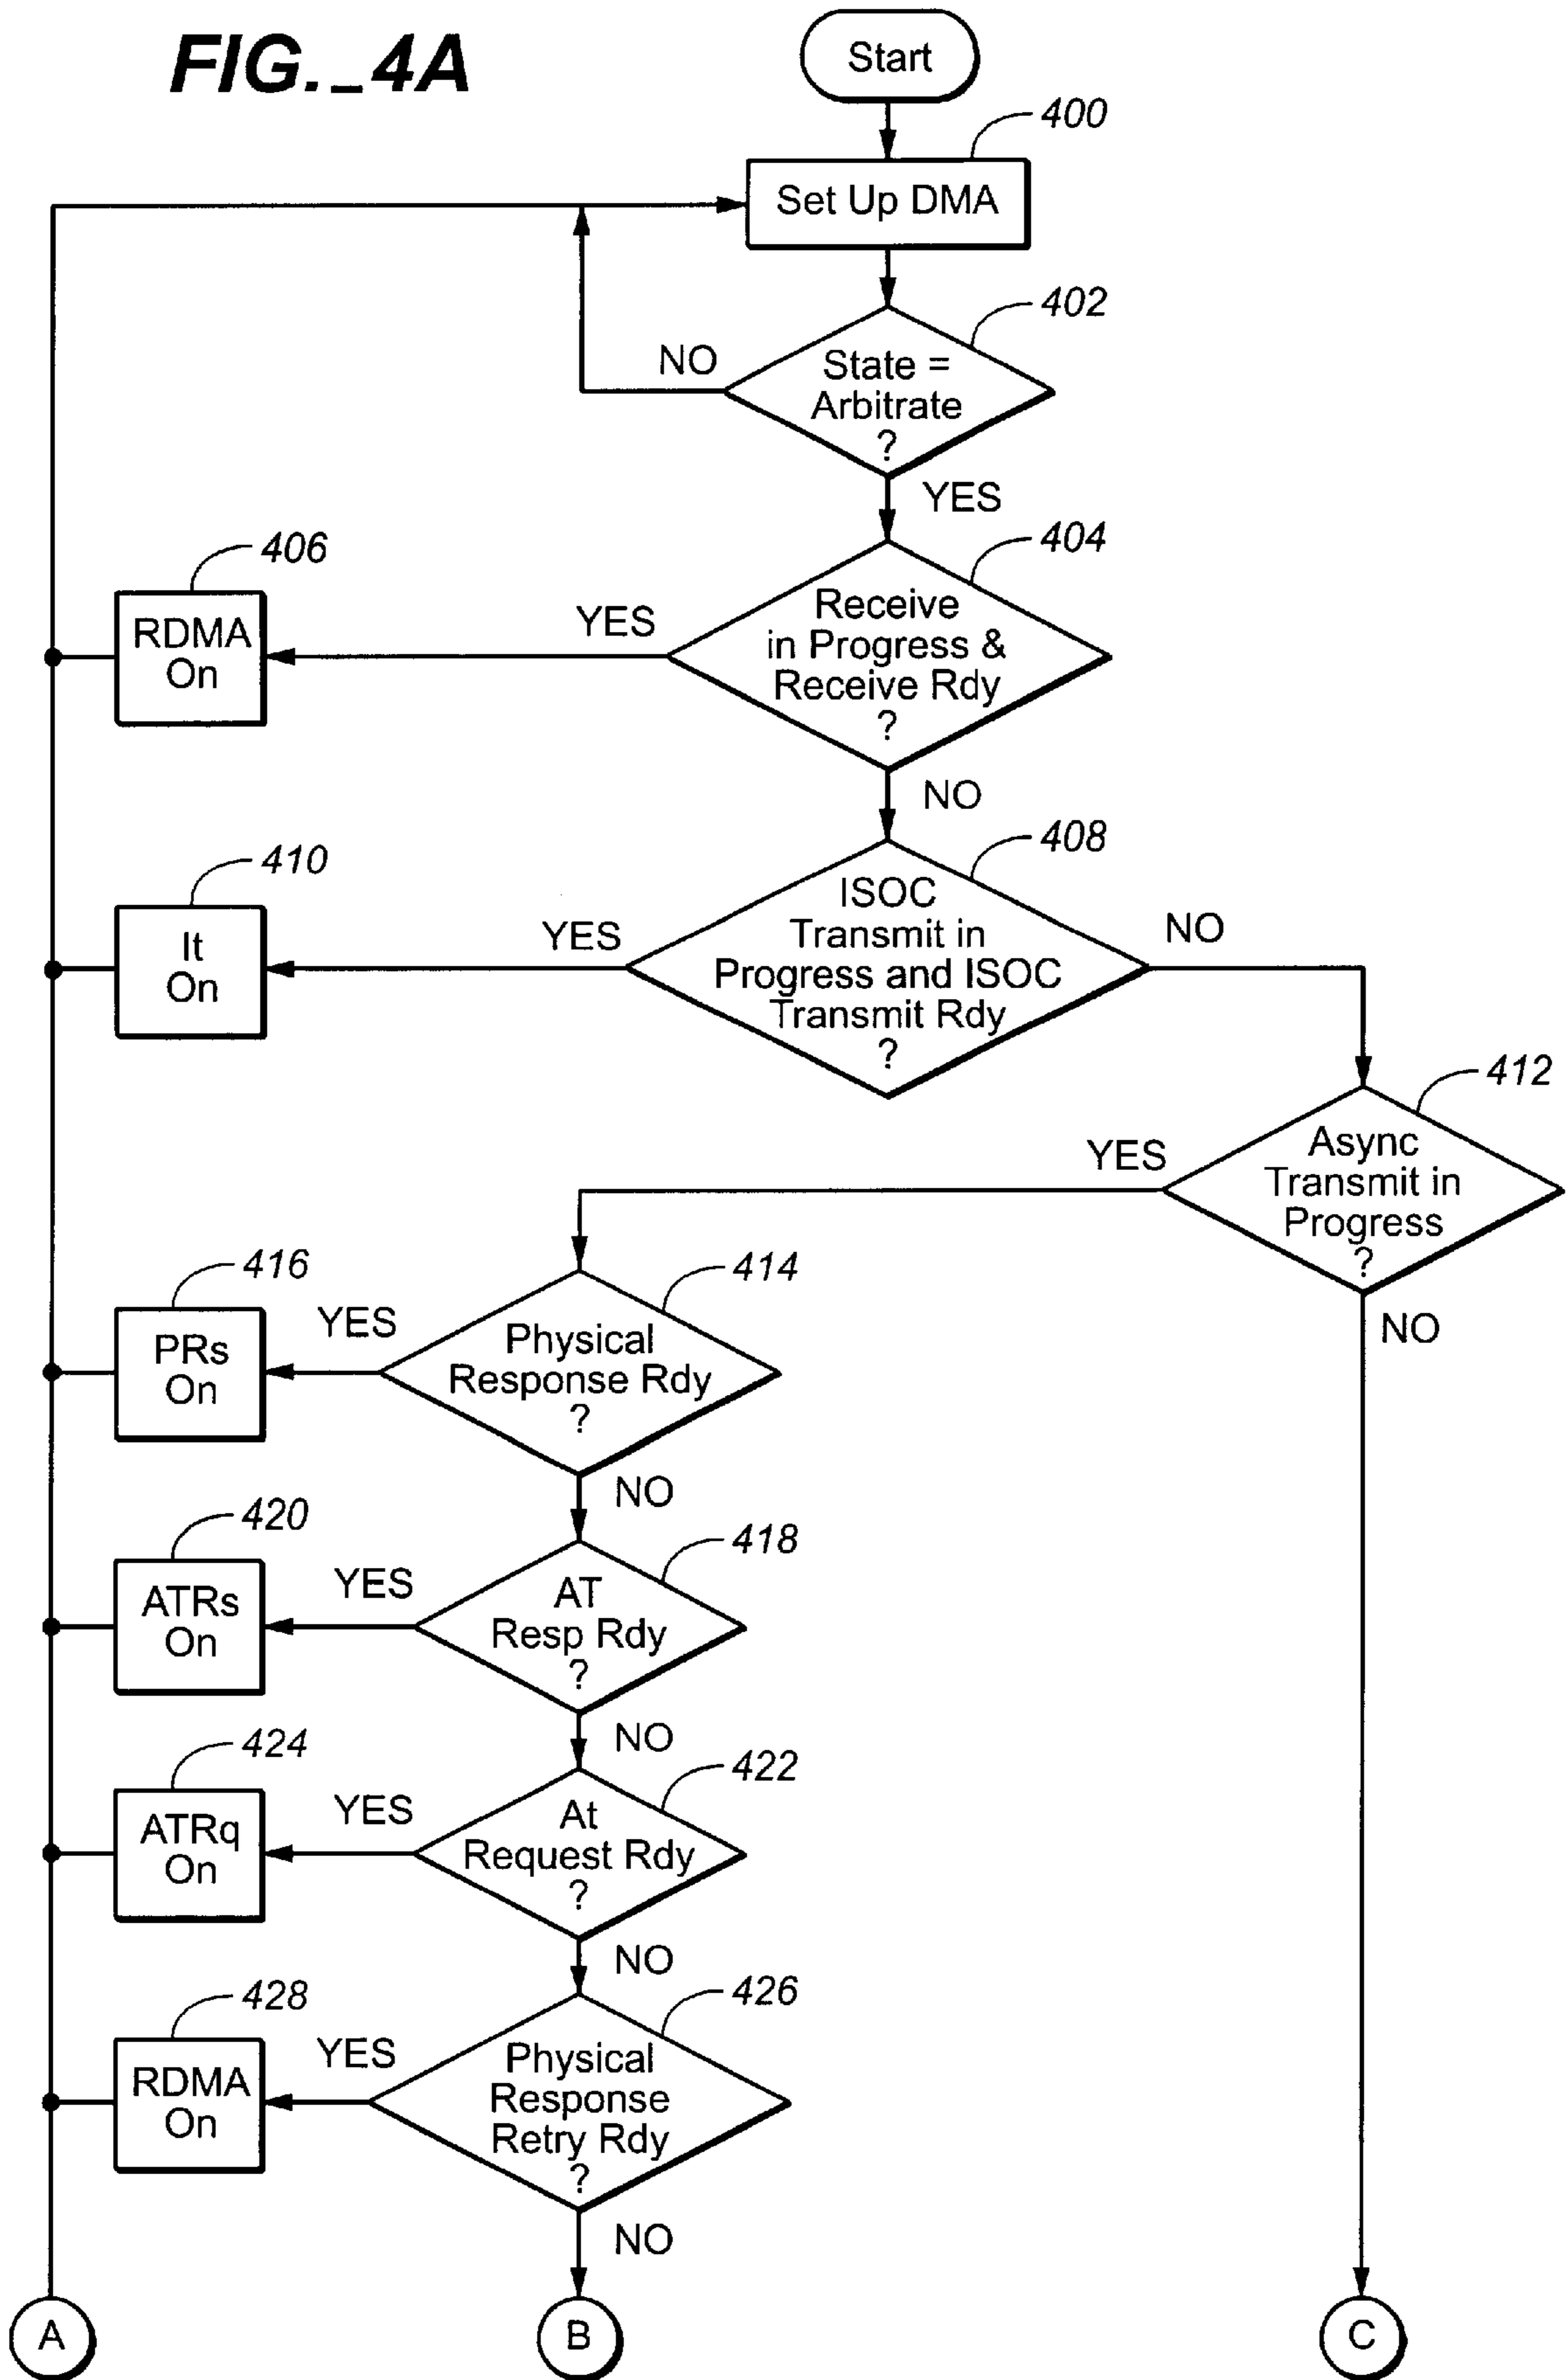 FIG._4A
Start
400
Set Up DMA
402
NO
State =
Arbitrate
?
YES
404
406
Receive
in Progress &
Receive Rdy
?
YES
RDMA
On
NO
408
410
ISOC
Transmit in
Progress and ISOC
Transmit Rdy
?
YES
NO
It
On
412
Async
Transmit in
Progress
?
YES
NO
414
416
Physical
Response Rdy
?
YES
PRs
On
NO
418
420
AT
Resp Rdy
?
YES
ATRs
On
NO
422
424
At
Request Rdy
?
YES
ATRq
On
NO
426
428
Physical
Response
Retry Rdy
?
YES
RDMA
On
NO
A
B
C